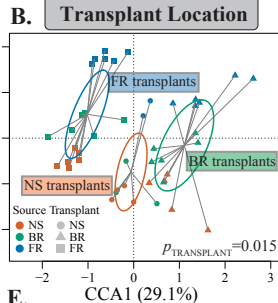 B. Transplant Location
FR transplants
BR transplants
NS transplants
Source Transplant
NS NS
BR BR
FR FR
pTRANSPLANT=0.015
−2 −1 0 1 2 3
CCA1 (29.1%)